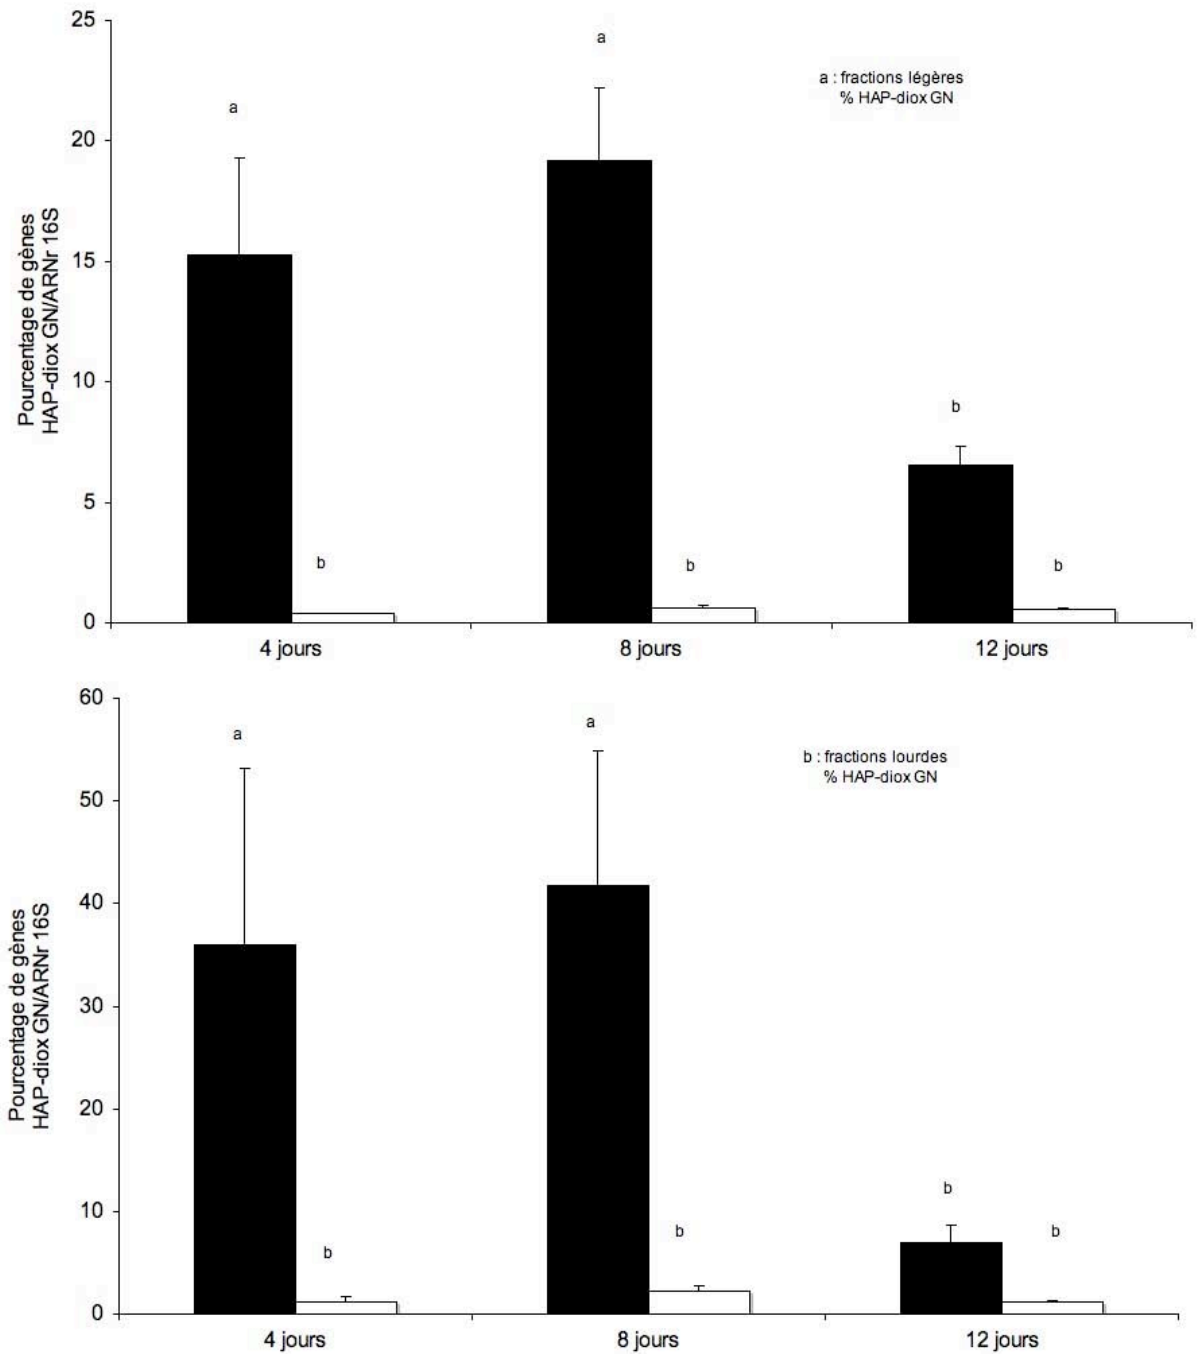 25
20
15
10
5
0
Pourcentage de gènes
HAP-diox GN/ARNr 16S
a
b
a
b
b
b
a : fractions légères
% HAP-diox GN
4 jours
8 jours
12 jours
60
50
40
30
20
10
0
Pourcentage de gènes
HAP-diox GN/ARNr 16S
a
b
a
b
b
b
b : fractions lourdes
% HAP-diox GN
4 jours
8 jours
12 jours